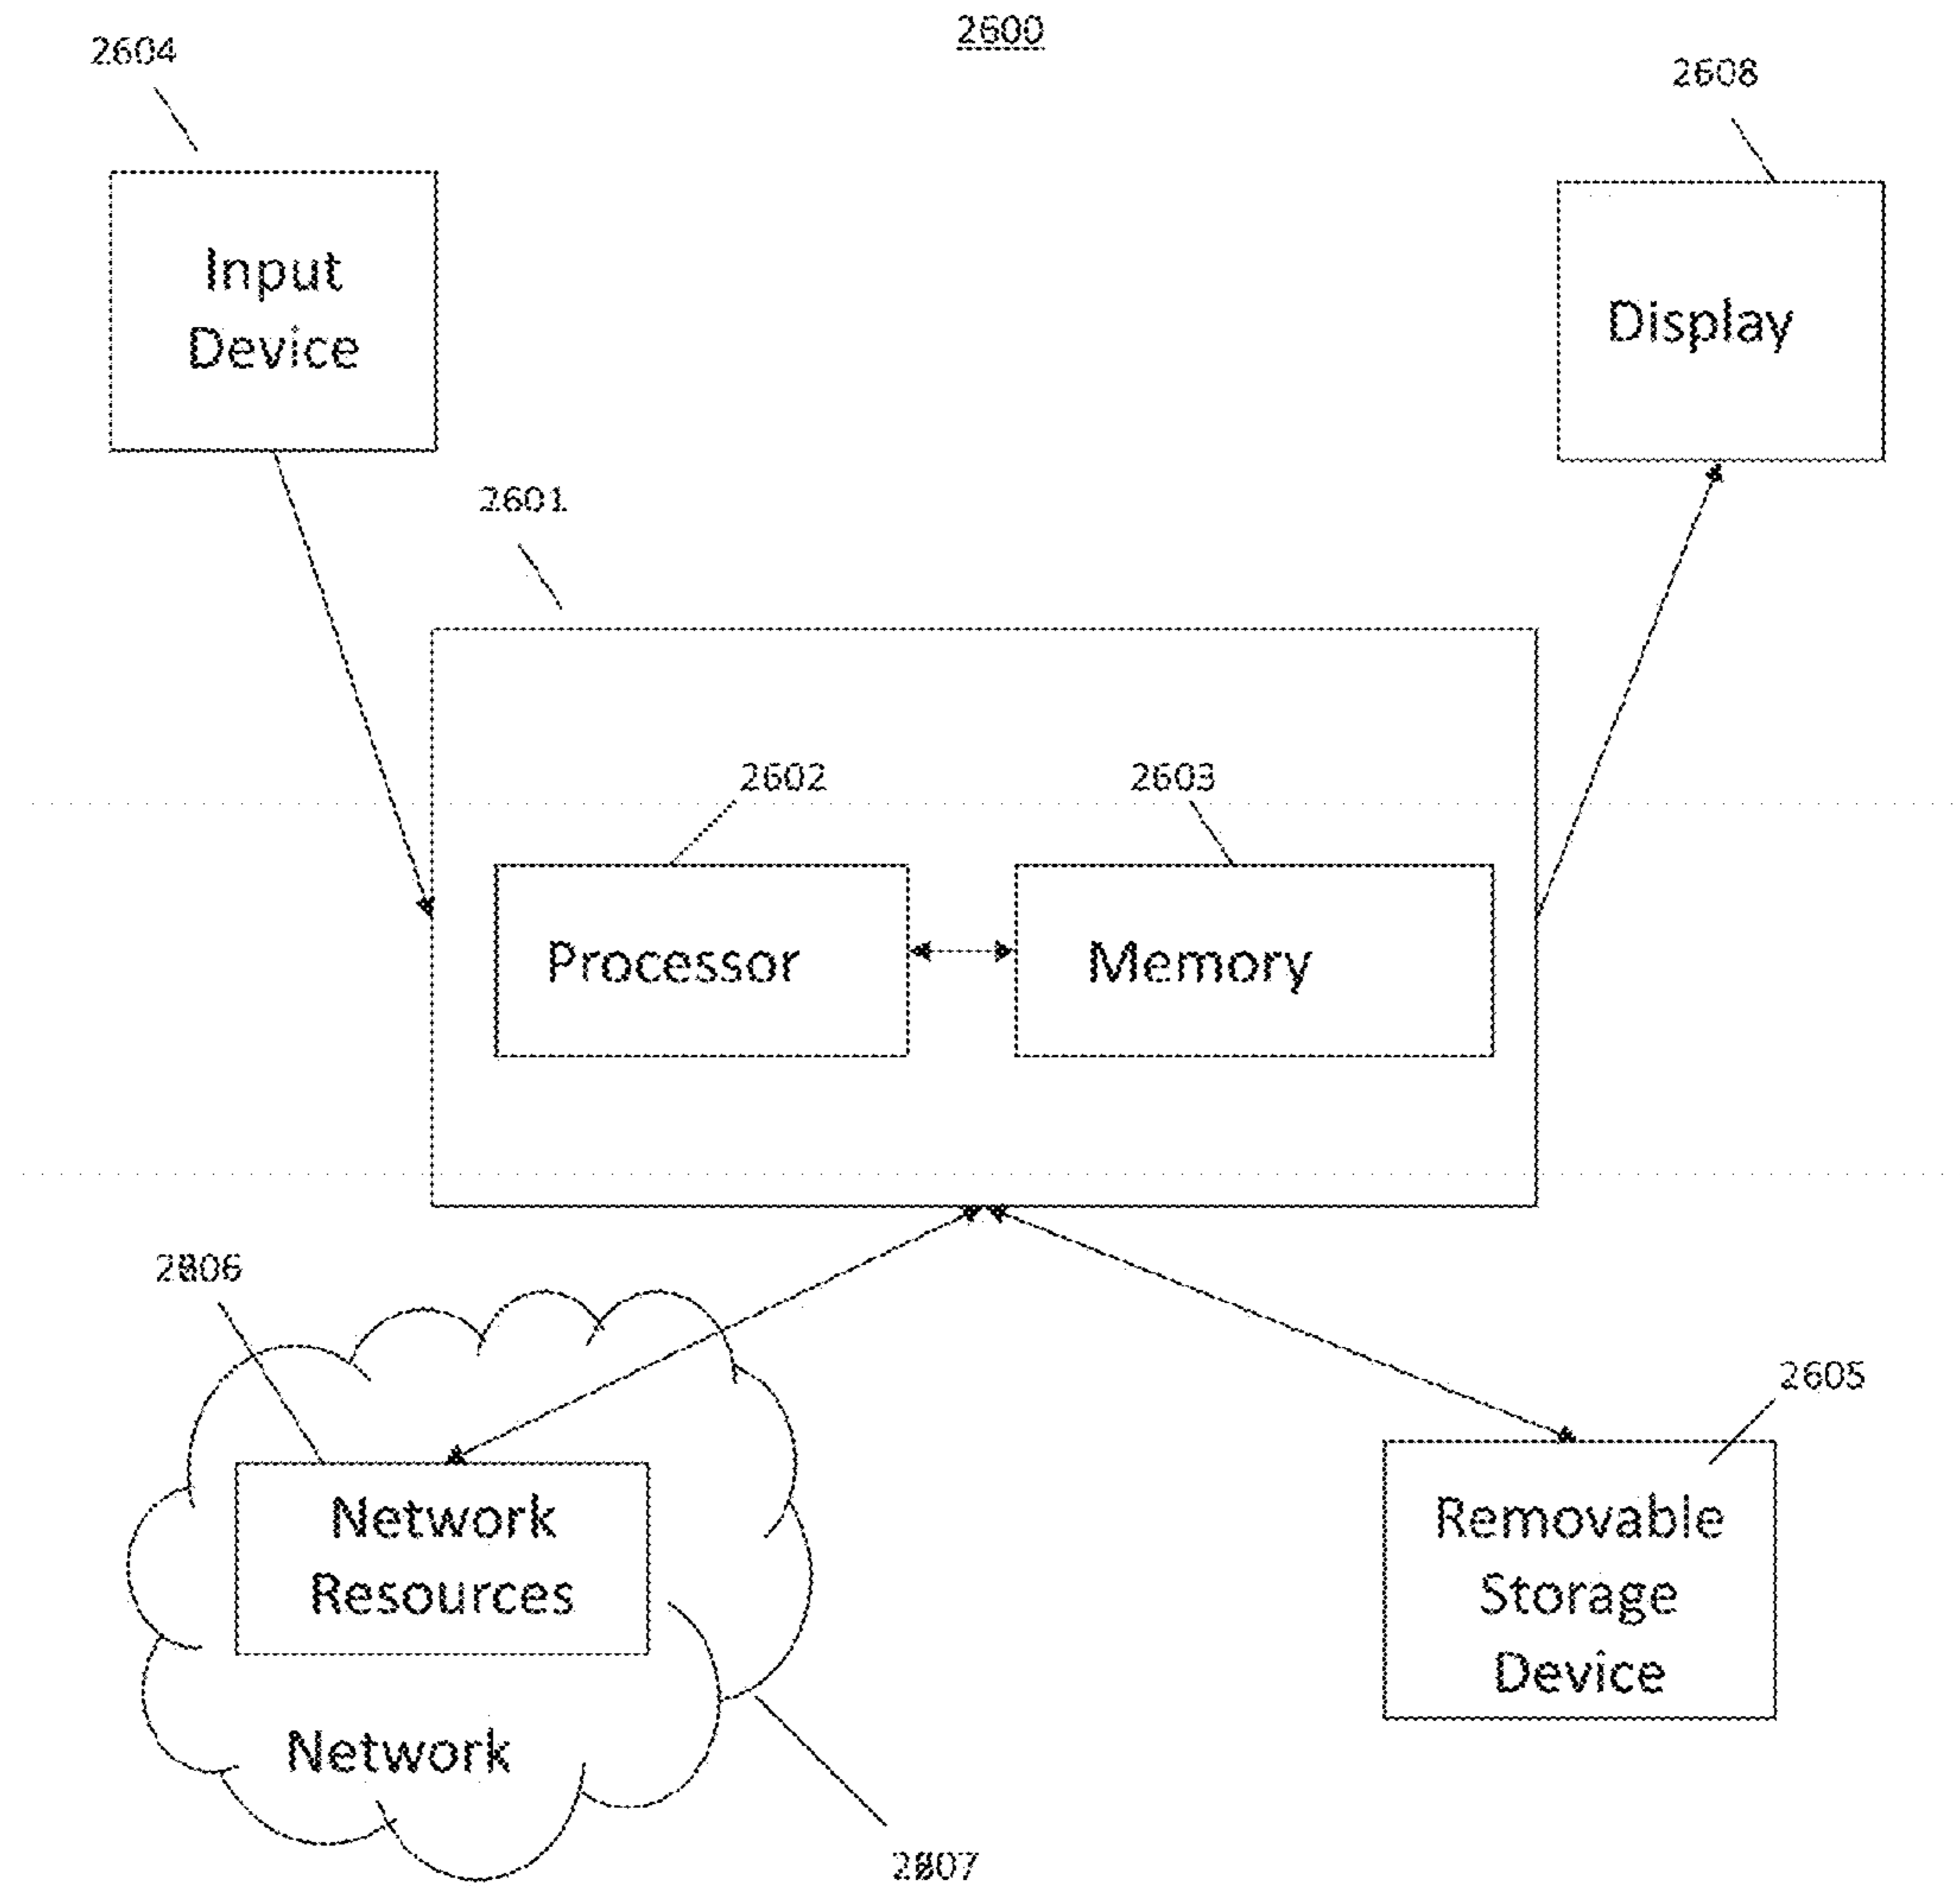 2600
2604
2608
Input
Device
Display
2601
2602
2603
Processor
Memory
2806
2605
Network
Resources
Removable
Storage
Device
Network
2807